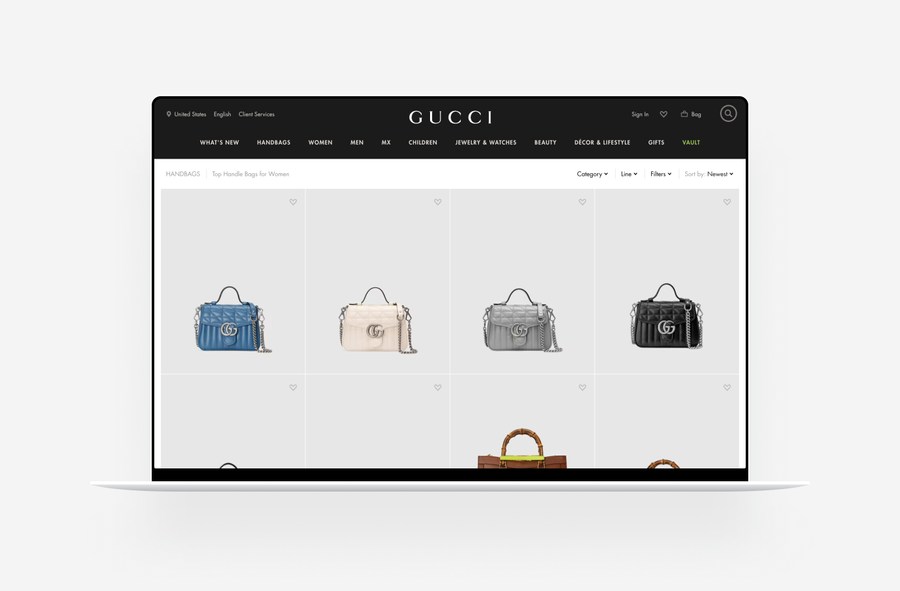 United States English Client Services
GUCCI
Sign In Bag
WHAT'S NEW HANDBAGS WOMEN MEN MX CHILDREN JEWELRY & WATCHES BEAUTY DÉCOR & LIFESTYLE GIFTS VAULT
HANDBAGS Top Handle Bags for Women
Category Line Filters Sort by: Newest